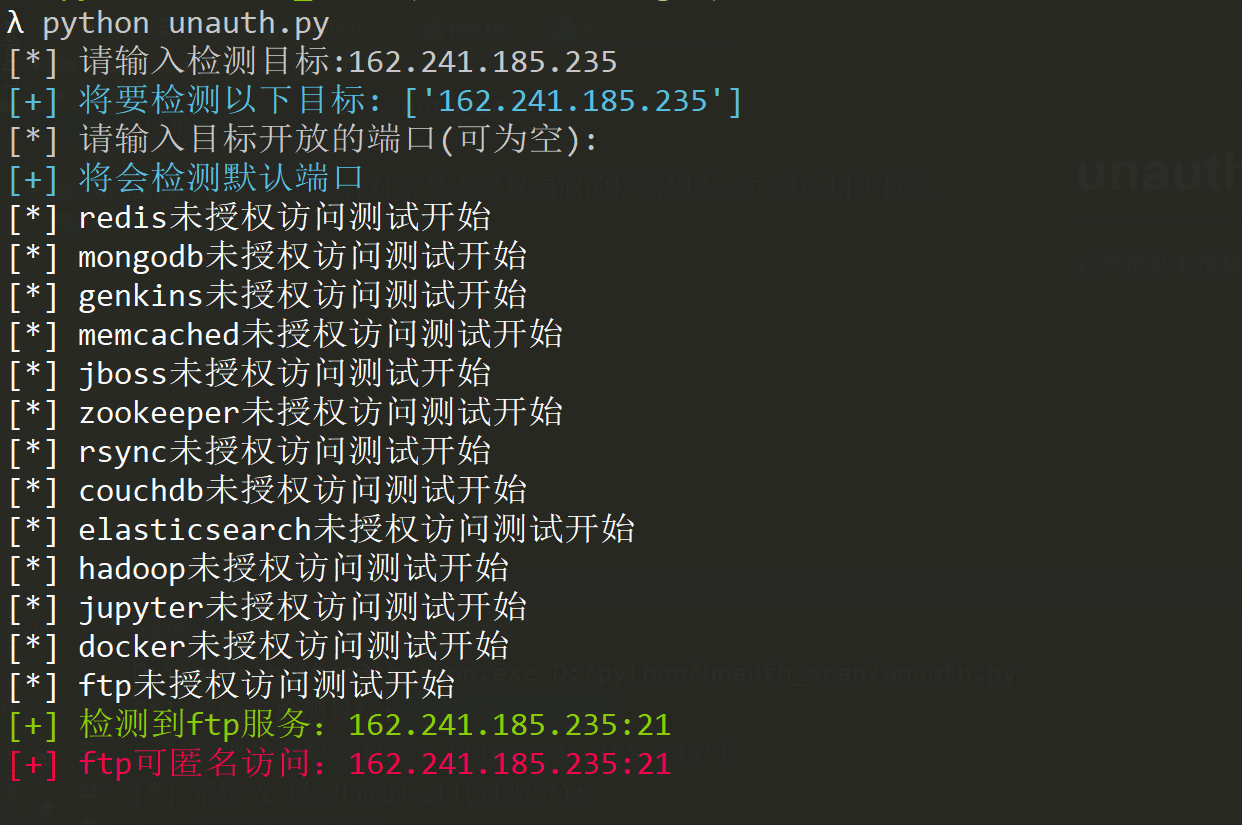 λ python unauth.py
[*] 请输入检测目标:162.241.185.235
[+] 将要检测以下目标: ['162.241.185.235']
[*] 请输入目标开放的端口(可为空):
[+] 将会检测默认端口
[*] redis未授权访问测试开始
[*] mongodb未授权访问测试开始
[*] genkins未授权访问测试开始
[*] memcached未授权访问测试开始
[*] jboss未授权访问测试开始
[*] zookeeper未授权访问测试开始
[*] rsync未授权访问测试开始
[*] couchdb未授权访问测试开始
[*] elasticsearch未授权访问测试开始
[*] hadoop未授权访问测试开始
[*] jupyter未授权访问测试开始
[*] docker未授权访问测试开始
[*] ftp未授权访问测试开始
[+] 检测到ftp服务: 162.241.185.235:21
[+] ftp可匿名访问: 162.241.185.235:21